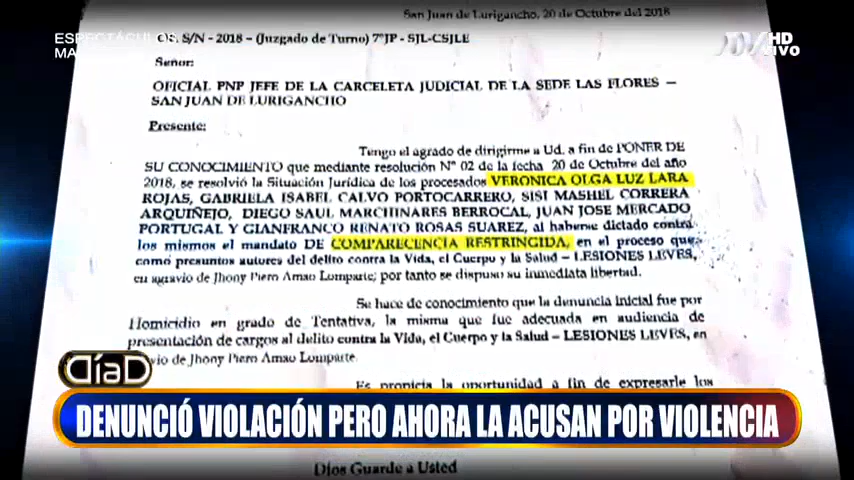 San Juan de Lurigancho, 20 de Octubre del 2018
ESPECTÁCULOS
S/N - 2018 - (Juzgado de Turno) 7°JP - SJL-CSJLE
HD
VIVO
Señor:
OFICIAL PNP JEFE DE LA CARCELETA JUDICIAL DE LA SEDE LAS FLORES –
SAN JUAN DE LURIGANCHO
Presente:
Tengo el agrado de dirigirme a Ud. a fin de PONER DE
SU CONOCIMIENTO que mediante resolución N° 02 de la fecha 20 de Octubre del año
2018, se resolvió la Situación Jurídica de los procesados VERONICA OLGA LUZ LARA
ROJAS, GABRIELA ISABEL CALVO PORTOCARRERO, SISI MASHEL CORRERA
ARQUIÑEJO, DIEGO SAUL MARCHINARES BERROCAL, JUAN JOSE MERCADO
PORTUGAL Y GIANFRANCO RENATO ROSAS SUAREZ, al haberse dictado contra
los mismos el mandato DE COMPARECENCIA RESTRINGIDA, en el proceso que
como presuntos autores del delito contra la Vida, el Cuerpo y la Salud – LESIONES LEVES,
en agravio de Jhony Piero Amao Lomparte; por tanto se dispuso su inmediata libertad.
Se hace de conocimiento que la denuncia inicial fue por
Homicidio en grado de Tentativa, la misma que fue adecuada en audiencia de
presentación de cargos al delito contra la Vida, el Cuerpo y la Salud – LESIONES LEVES, en
de Jhony Piero Amao Lomparte.
Es propicia la oportunidad a fin de expresarle los
DíaD
DENUNCIÓ VIOLACIÓN PERO AHORA LA ACUSAN POR VIOLENCIA
Dios Guarde a Usted